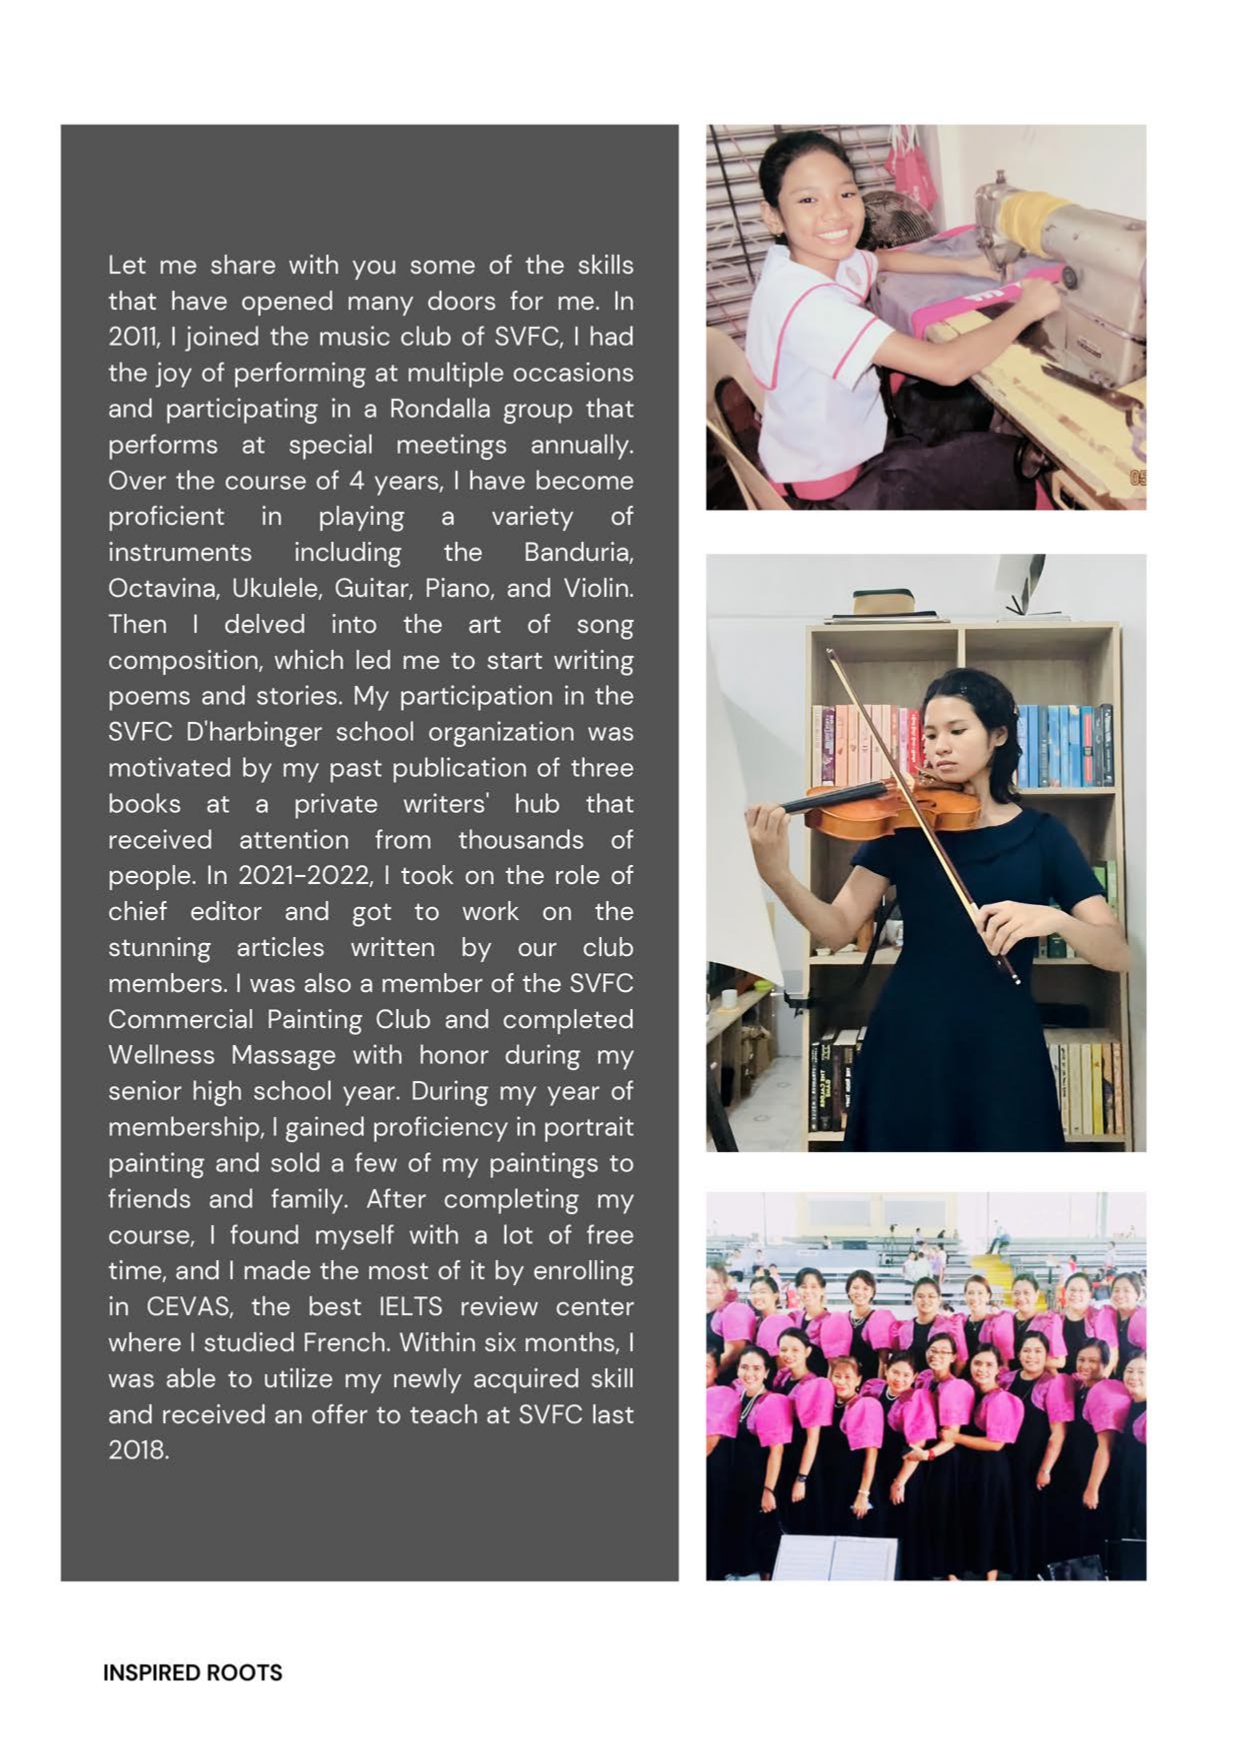 Let me share with you some of the skills
that have opened many doors for me. In
2011, I joined the music club of SVFC, I had
the joy of performing at multiple occasions
and participating in a Rondalla group that
performs at special meetings annually.
Over the course of 4 years, I have become
proficient in playing a variety of
instruments including the Banduria,
Octavina, Ukulele, Guitar, Piano, and Violin.
Then I delved into the art of song
composition, which led me to start writing
poems and stories. My participation in the
SVFC D'harbinger school organization was
motivated by my past publication of three
books at a private writers' hub that
received attention from thousands of
people. In 2021-2022, I took on the role of
chief editor and got to work on the
stunning articles written by our club
members. I was also a member of the SVFC
Commercial Painting Club and completed
Wellness Massage with honor during my
senior high school year. During my year of
membership, I gained proficiency in portrait
painting and sold a few of my paintings to
friends and family. After completing my
course, I found myself with a lot of free
time, and I made the most of it by enrolling
in CEVAS, the best IELTS review center
where I studied French. Within six months, I
was able to utilize my newly acquired skill
and received an offer to teach at SVFC last
2018.
INSPIRED ROOTS